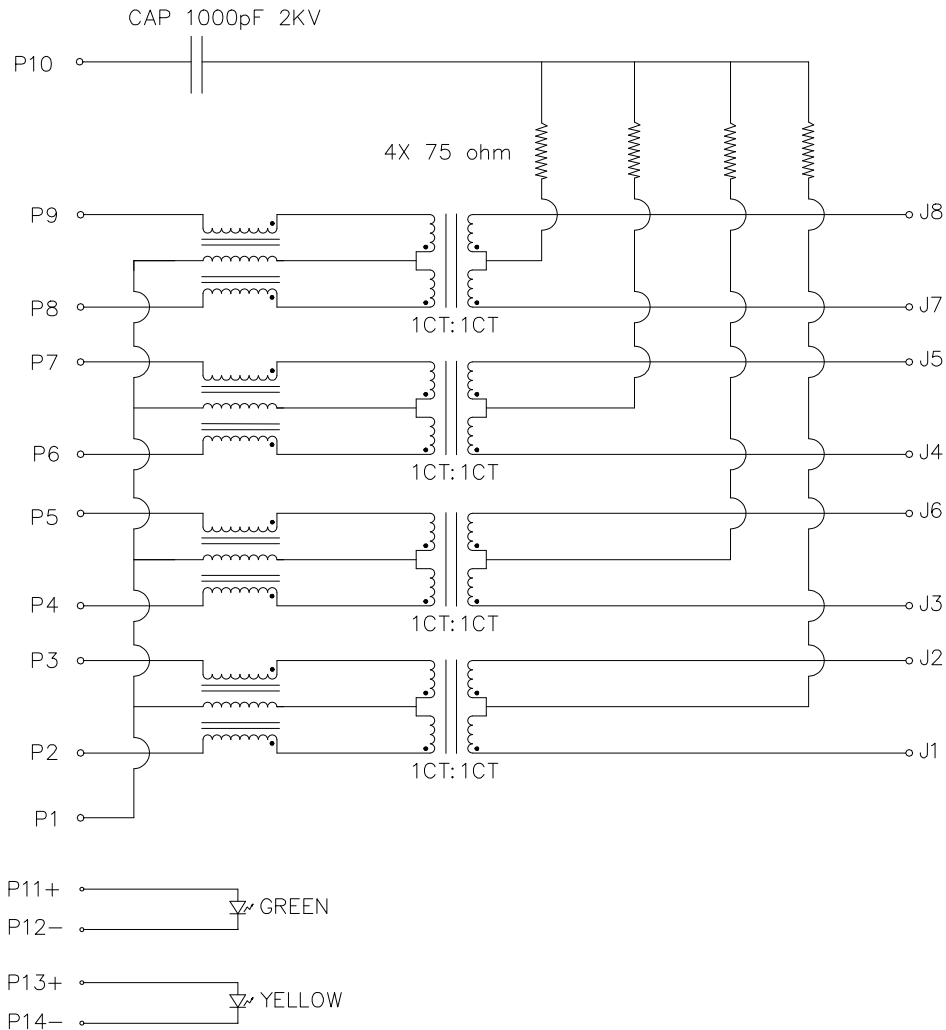 CAP 1000pF 2KV
P10
4X 75 ohm
P9
J8
P8
J7
1CT:1CT
P7
J5
P6
J4
1CT:1CT
P5
J6
P4
J3
1CT:1CT
P3
J2
P2
J1
1CT:1CT
P1
P11+
GREEN
P12-
P13+
YELLOW
P14-